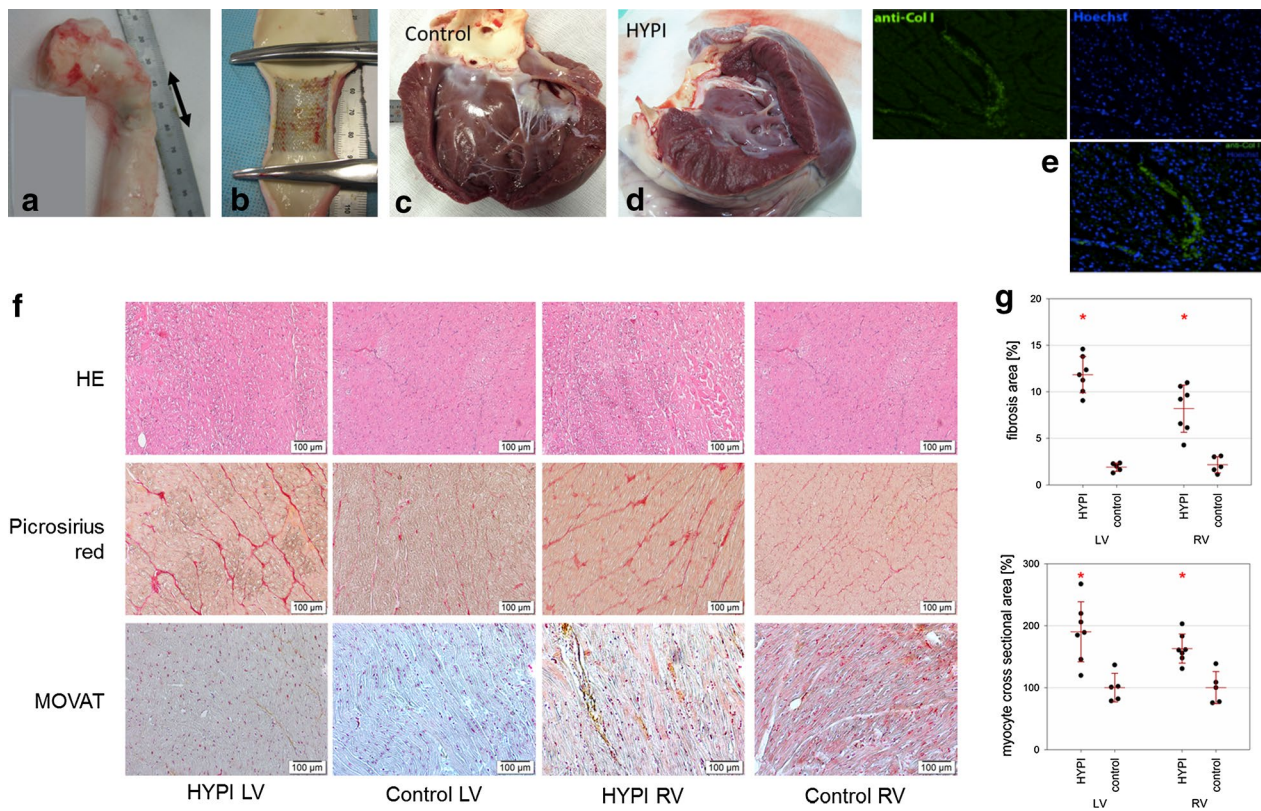 a
b
Control
c
HYPI
d
anti-Col I
Hoechst
anti-Col I
Hoechst
e
f
HE
100 µm
100 µm
100 µm
100 µm
Picrosirius
red
100 µm
100 µm
100 µm
100 µm
MOVAT
100 µm
100 µm
100 µm
100 µm
HYPI LV
Control LV
HYPI RV
Control RV
g
fibrosis area [%]
20
15
10
5
0
*
*
HYPI
control
HYPI
control
LV
RV
myocyte cross sectional area [%]
300
200
100
0
*
*
HYPI
control
HYPI
control
LV
RV